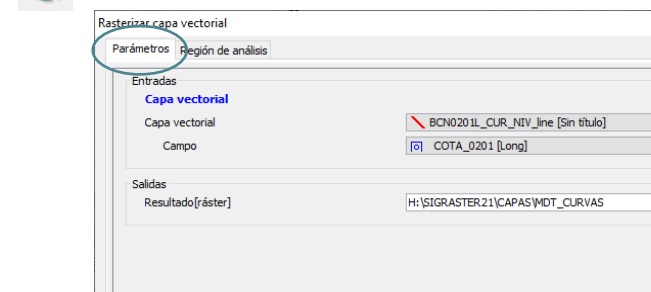 Rasterizar capa vectorial
Parámetros Región de análisis
Entradas
Capa vectorial
Capa vectorial BCN0201L_CUR_NIV_line [Sin título]
Campo COTA_0201 [Long]
Salidas
Resultado[ráster] H:\SIGRASTER21\CAPAS\MDT_CURVAS